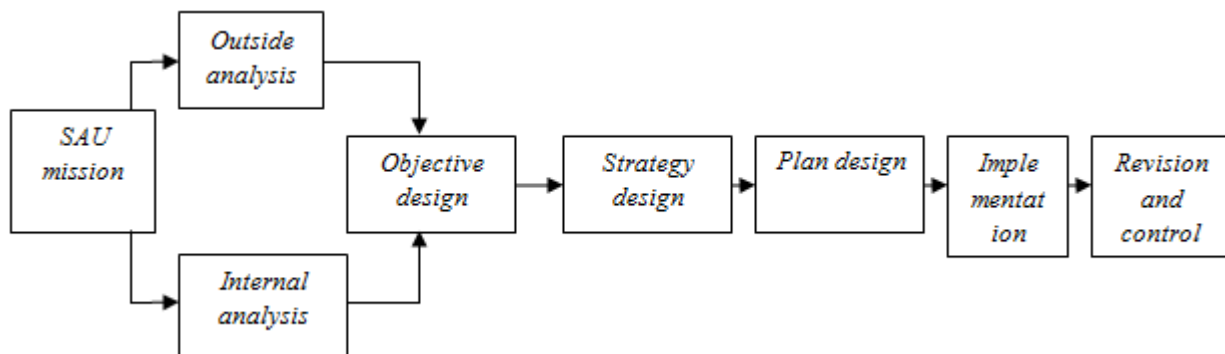 Outside
analysis
SAU
mission
Objective
design
Strategy
design
Plan design
Imple
mentat
ion
Revision
and
control
Internal
analysis